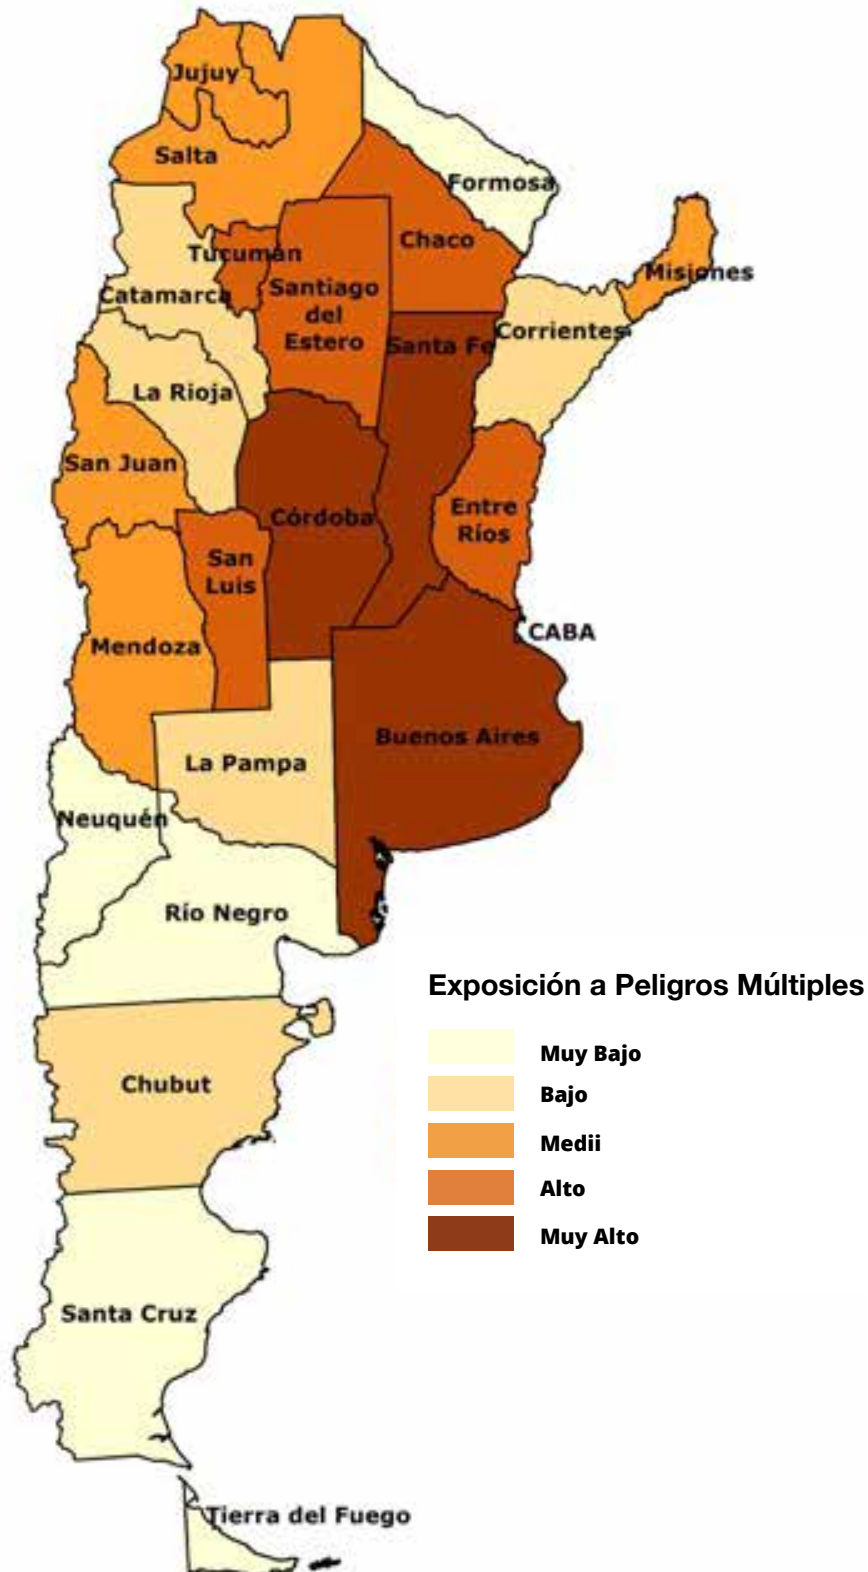 Jujuy
Salta
Formosa
Chaco
Tucumán
Misiones
Catamarca
Santiago
del
Estero
Corrientes
Santa Fe
La Rioja
San Juan
Córdoba
Entre
Ríos
San
Luis
CABA
Mendoza
Buenos Aires
La Pampa
Neuquén
Río Negro
Exposición a Peligros Múltiples
Muy Bajo
Bajo
Medii
Alto
Muy Alto
Chubut
Santa Cruz
Tierra del Fuego